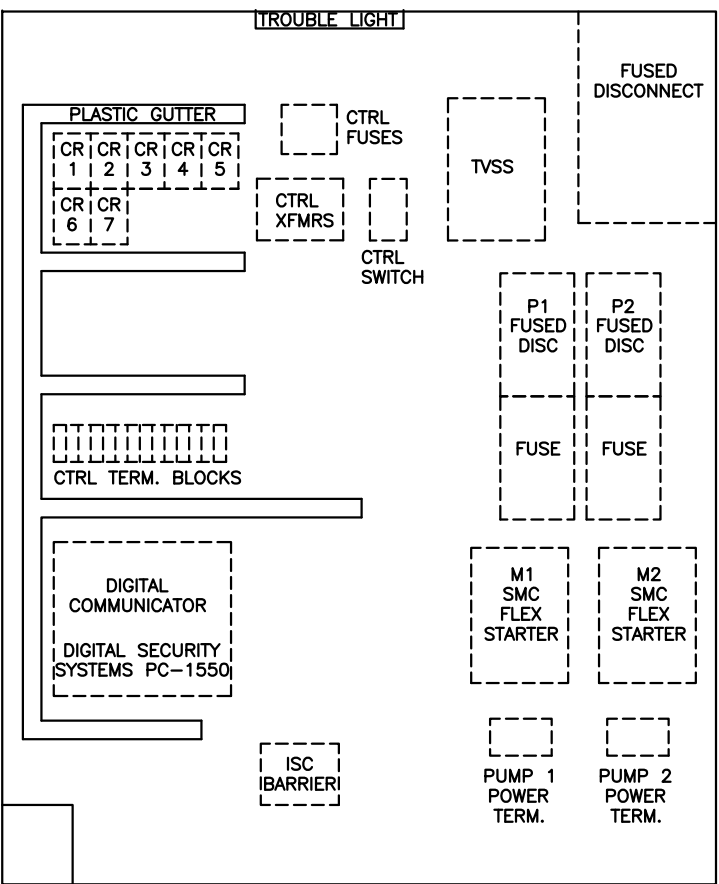 TROUBLE LIGHT
FUSED
DISCONNECT
PLASTIC GUTTER
CTRL
FUSES
CR
1
CR
2
CR
3
CR
4
CR
5
TVSS
CR
6
CR
7
CTRL
XFMRS
CTRL
SWITCH
P1
FUSED
DISC
P2
FUSED
DISC
FUSE
FUSE
CTRL TERM. BLOCKS
M1
SMC
FLEX
STARTER
M2
SMC
FLEX
STARTER
DIGITAL
COMMUNICATOR
DIGITAL SECURITY
SYSTEMS PC-1550
ISC
BARRIER
PUMP 1
POWER
TERM.
PUMP 2
POWER
TERM.